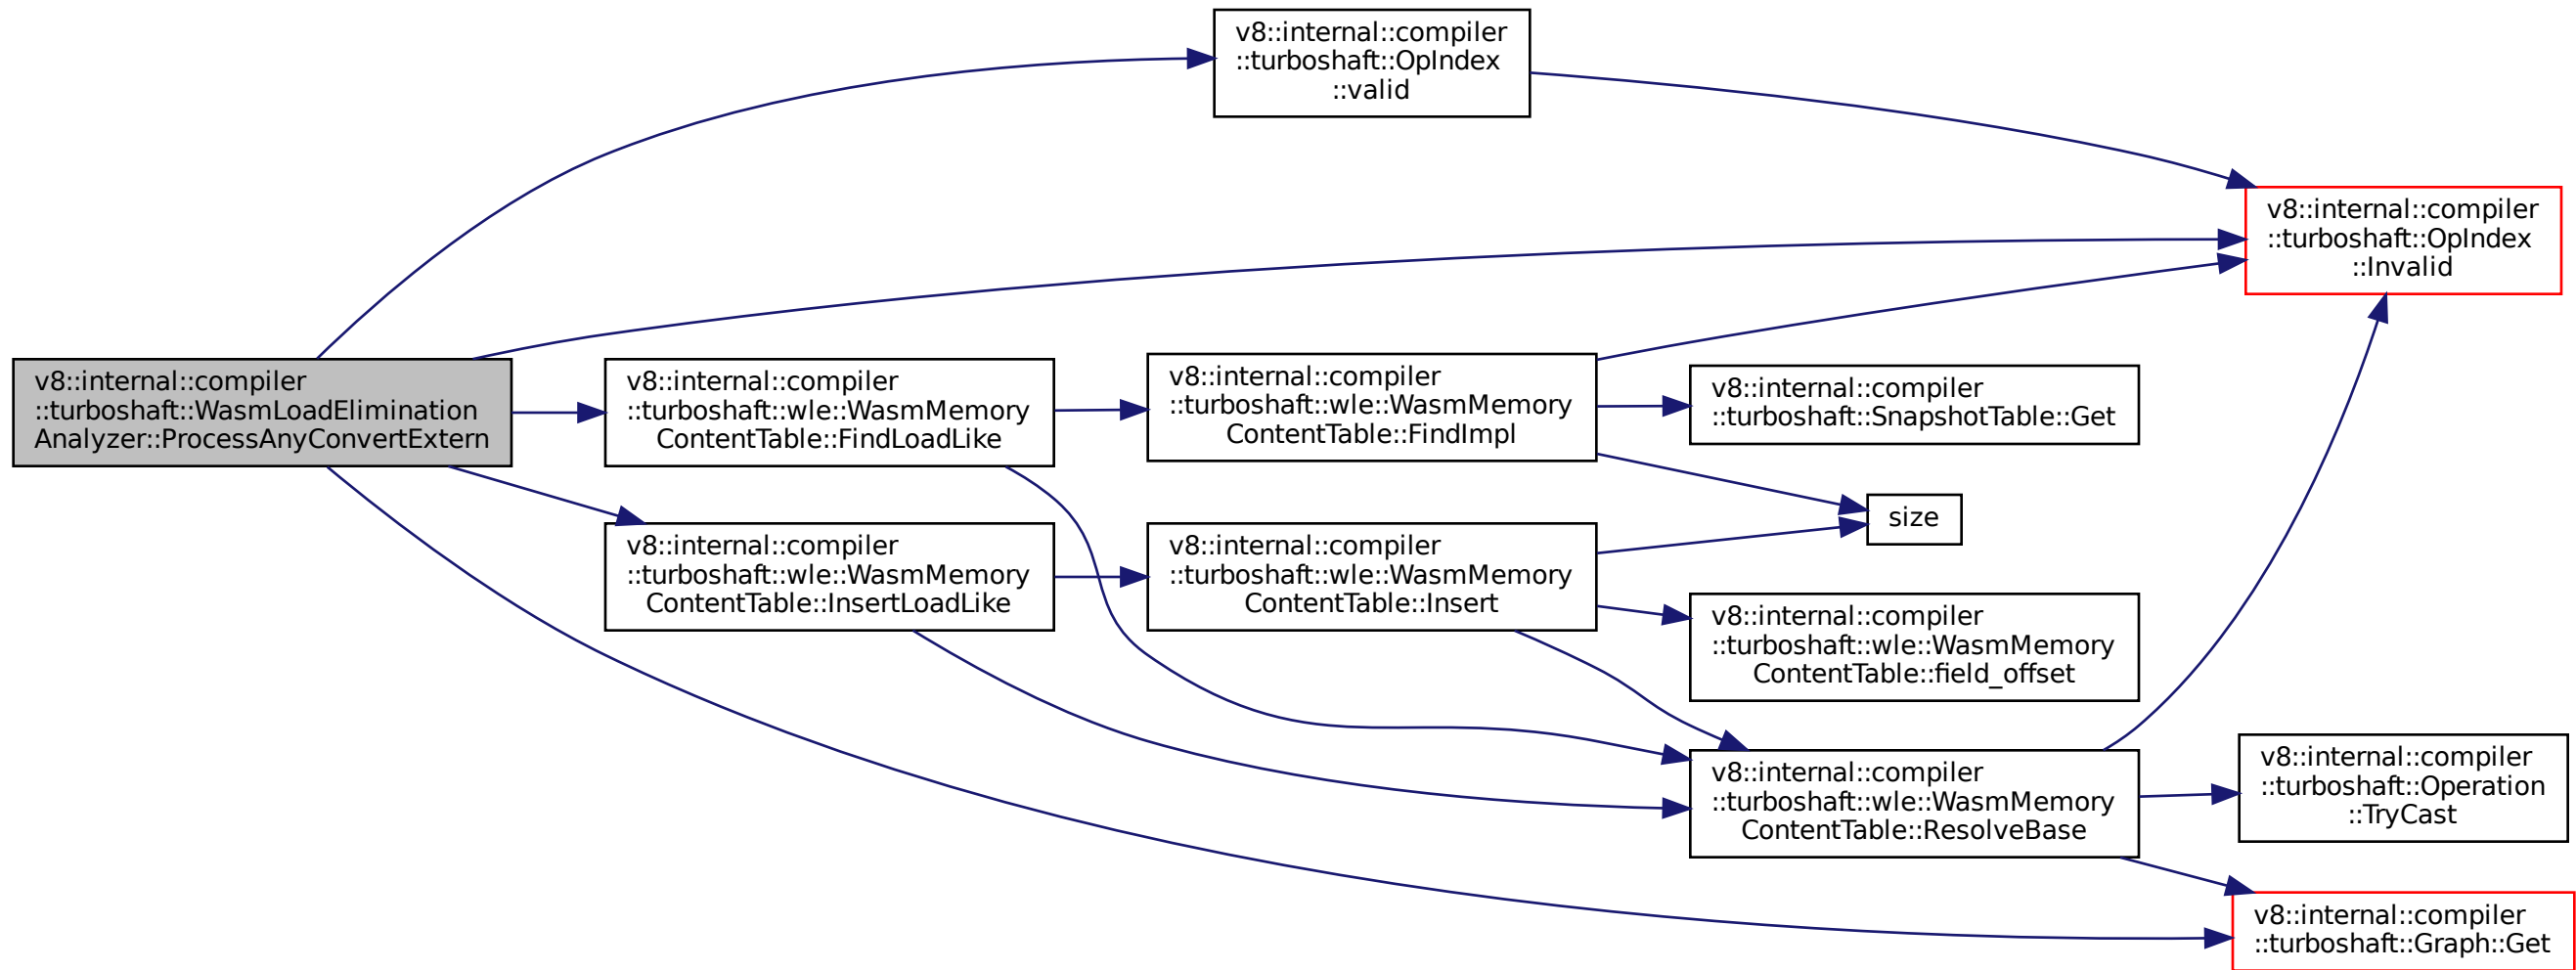 v8::internal::compiler
::turboshaft::OpIndex
::valid
v8::internal::compiler
::turboshaft::OpIndex
::Invalid
v8::internal::compiler
::turboshaft::WasmLoadElimination
Analyzer::ProcessAnyConvertExtern
v8::internal::compiler
::turboshaft::wle::WasmMemory
ContentTable::FindLoadLike
v8::internal::compiler
::turboshaft::wle::WasmMemory
ContentTable::FindImpl
v8::internal::compiler
::turboshaft::SnapshotTable::Get
size
v8::internal::compiler
::turboshaft::wle::WasmMemory
ContentTable::InsertLoadLike
v8::internal::compiler
::turboshaft::wle::WasmMemory
ContentTable::Insert
v8::internal::compiler
::turboshaft::wle::WasmMemory
ContentTable::field_offset
v8::internal::compiler
::turboshaft::wle::WasmMemory
ContentTable::ResolveBase
v8::internal::compiler
::turboshaft::Operation
::TryCast
v8::internal::compiler
::turboshaft::Graph::Get